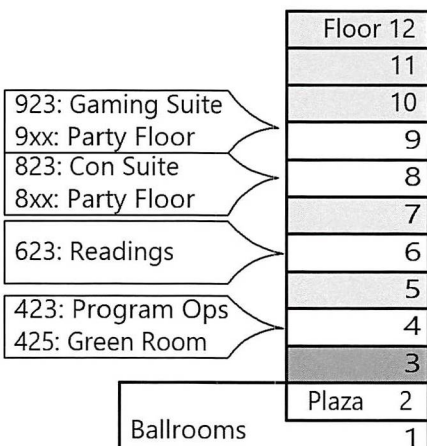 Floor 12
11
10
923: Gaming Suite
9xx: Party Floor
9
823: Con Suite
8xx: Party Floor
8
7
623: Readings
6
5
423: Program Ops
425: Green Room
4
3
Plaza 2
Ballrooms
1